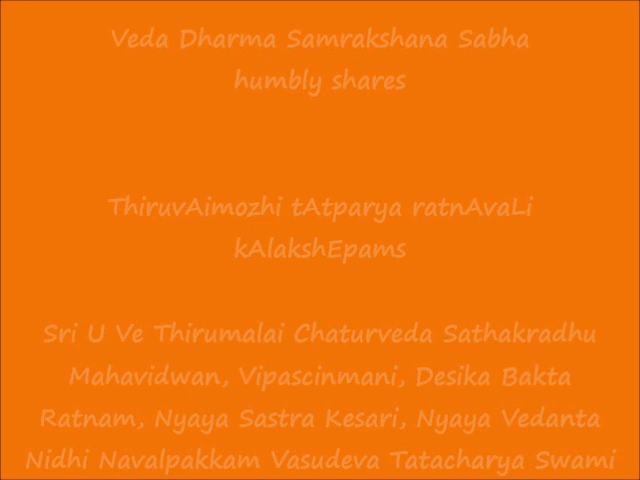 Veda Dharma Samrakshana Sabha
humbly shares
ThiruvAimozhi tAtparya ratnAvaLi
kAlakshEpams
Sri U Ve Thirumalai Chaturveda Sathakradhu
Mahavidwan, Vipascinmani, Desika Bakta
Ratnam, Nyaya Sastra Kesari, Nyaya Vedanta
Nidhi Navalpakkam Vasudeva Tatacharya Swami